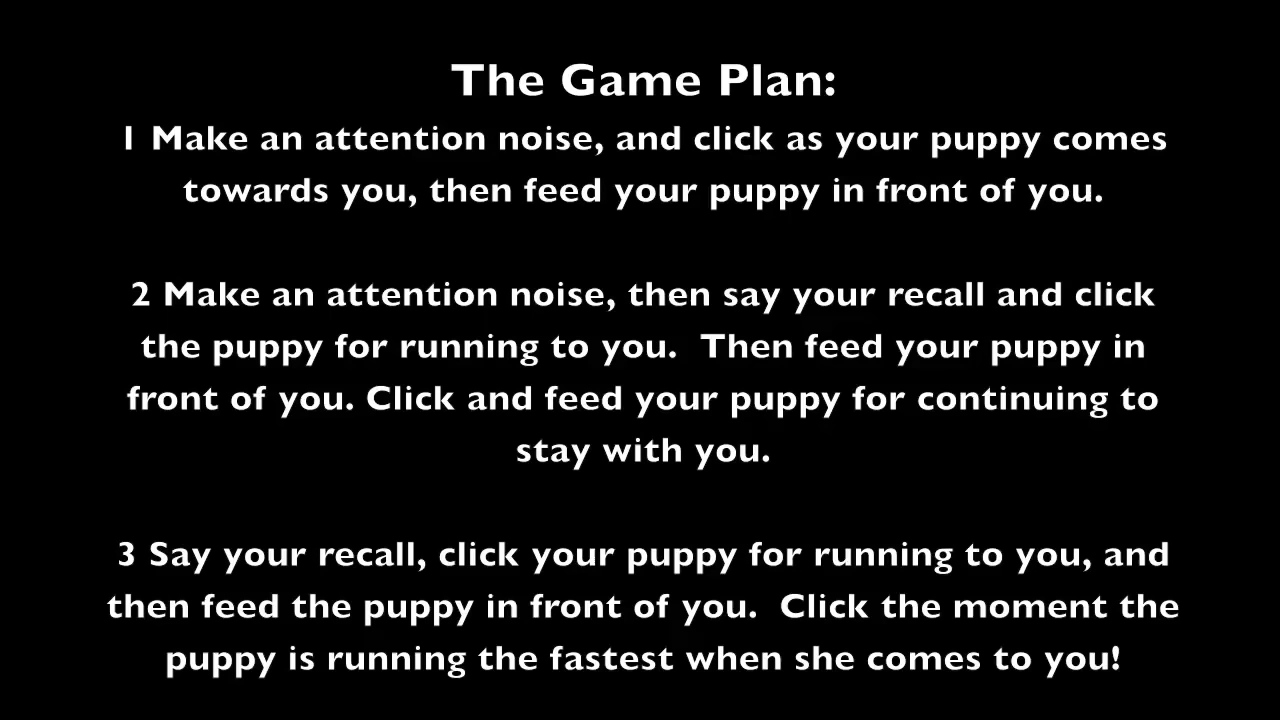 The Game Plan:
1 Make an attention noise, and click as your puppy comes
towards you, then feed your puppy in front of you.
2 Make an attention noise, then say your recall and click
the puppy for running to you.  Then feed your puppy in
front of you. Click and feed your puppy for continuing to
stay with you.
3 Say your recall, click your puppy for running to you, and
then feed the puppy in front of you.  Click the moment the
puppy is running the fastest when she comes to you!